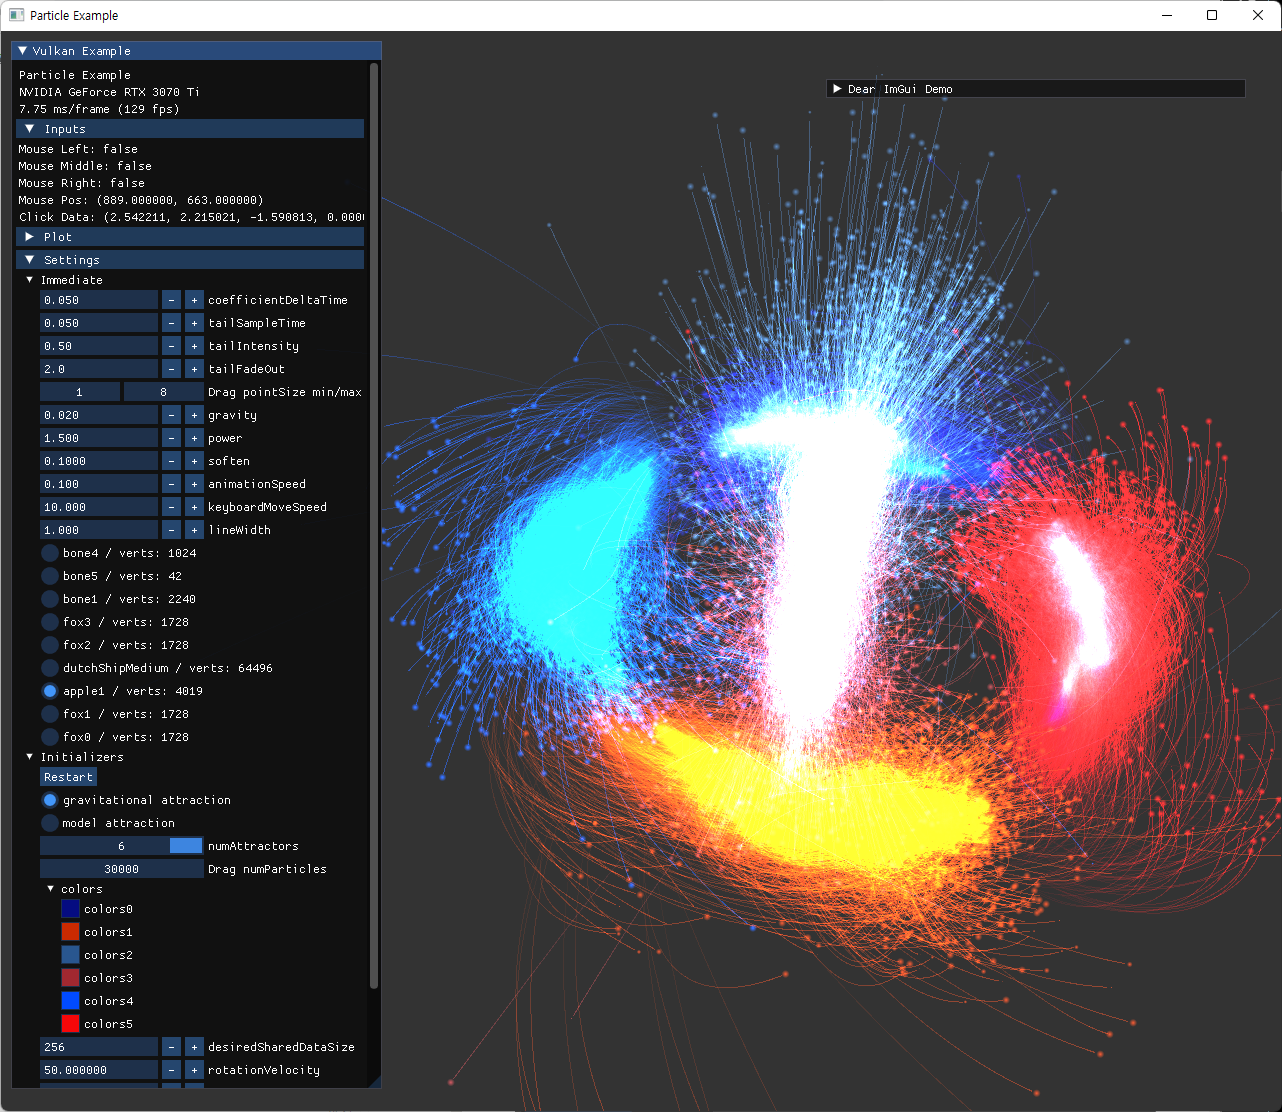 Particle Example
Vulkan Example
Particle Example
NVIDIA GeForce RTX 3070 Ti
7.75 ms/frame (129 fps)
Inputs
Mouse Left: false
Mouse Middle: false
Mouse Right: false
Mouse Pos: (889.000000, 663.000000)
Click Data: (2.542211, 2.215021, -1.590813, 0.000
Plot
Settings
Immediate
0.050 - + coefficientDeltaTime
0.050 - + tailSampleTime
0.50 - + tailIntensity
2.0 - + tailFadeOut
1 8 Drag pointSize min/max
0.020 - + gravity
1.500 - + power
0.1000 - + soften
0.100 - + animationSpeed
10.000 - + keyboardMoveSpeed
1.000 - + lineWidth
bone4 / verts: 1024
bone5 / verts: 42
bone1 / verts: 2240
fox3 / verts: 1728
fox2 / verts: 1728
dutchShipMedium / verts: 64496
apple1 / verts: 4019
fox1 / verts: 1728
fox0 / verts: 1728
Initializers
Restart
gravitational attraction
model attraction
6 numAttractors
30000 Drag numParticles
colors
colors0
colors1
colors2
colors3
colors4
colors5
256 - + desiredSharedDataSize
50.000000 - + rotationVelocity
Dear ImGui Demo